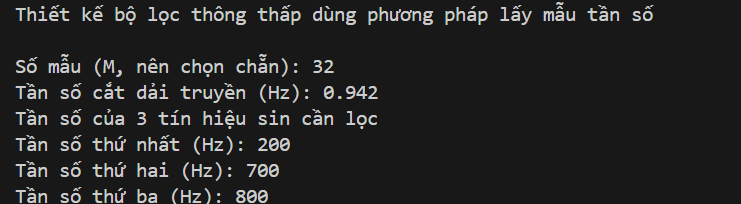 Thiết kế bộ lọc thông thấp dùng phương pháp lấy mẫu tần số
Số mẫu (M, nên chọn chẵn): 32
Tần số cắt dải truyền (Hz): 0.942
Tần số của 3 tín hiệu sin cần lọc
Tần số thứ nhất (Hz): 200
Tần số thứ hai (Hz): 700
Tần số thứ ba (Hz): 800